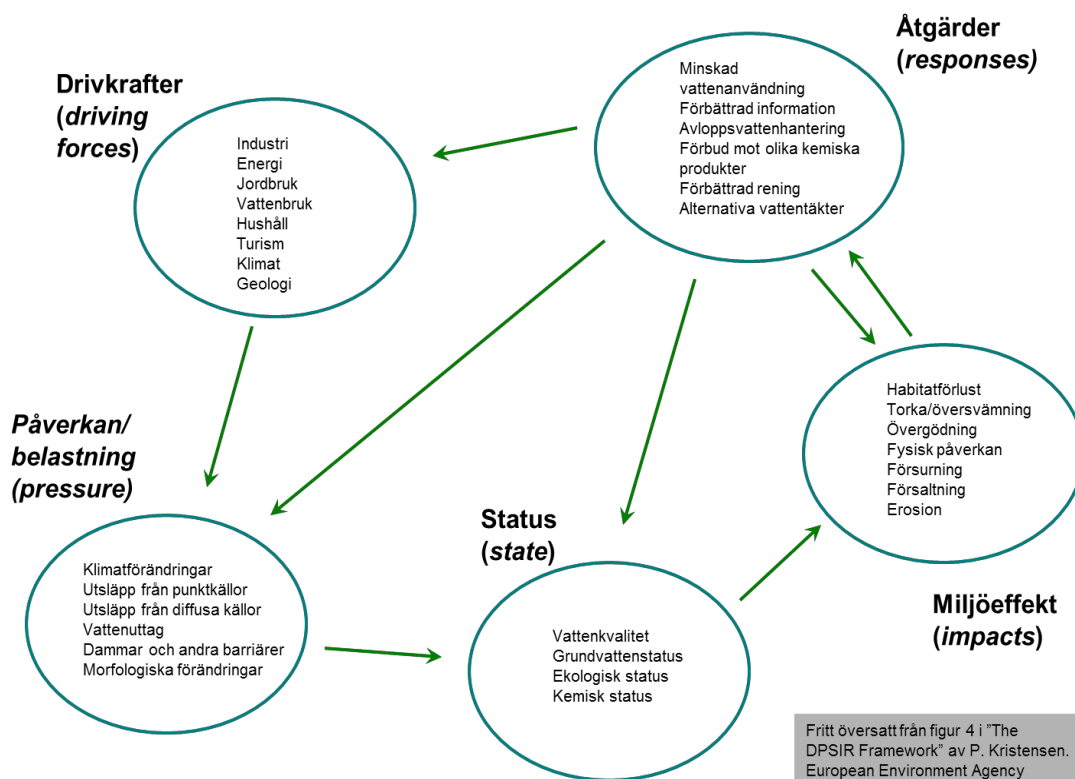 Drivkrafter
(driving
forces)
Industri
Energi
Jordbruk
Vattenbruk
Hushåll
Turism
Klimat
Geologi
Åtgärder
(responses)
Minskad
vattenanvändning
Förbättrad information
Avloppsvattenhantering
Förbud mot olika kemiska
produkter
Förbättrad rening
Alternativa vattentäkter
Påverkan/
belastning
(pressure)
Klimatförändringar
Utsläpp från punktkällor
Utsläpp från diffusa källor
Vattenuttag
Dammar och andra barriärer
Morfologiska förändringar
Status
(state)
Vattenkvalitet
Grundvattenstatus
Ekologisk status
Kemisk status
Habitatförlust
Torka/översvämning
Övergödning
Fysisk påverkan
Försurning
Försaltning
Erosion
Miljöeffekt
(impacts)
Fritt översatt från figur 4 i ”The
DPSIR Framework” av P. Kristensen.
European Environment Agency